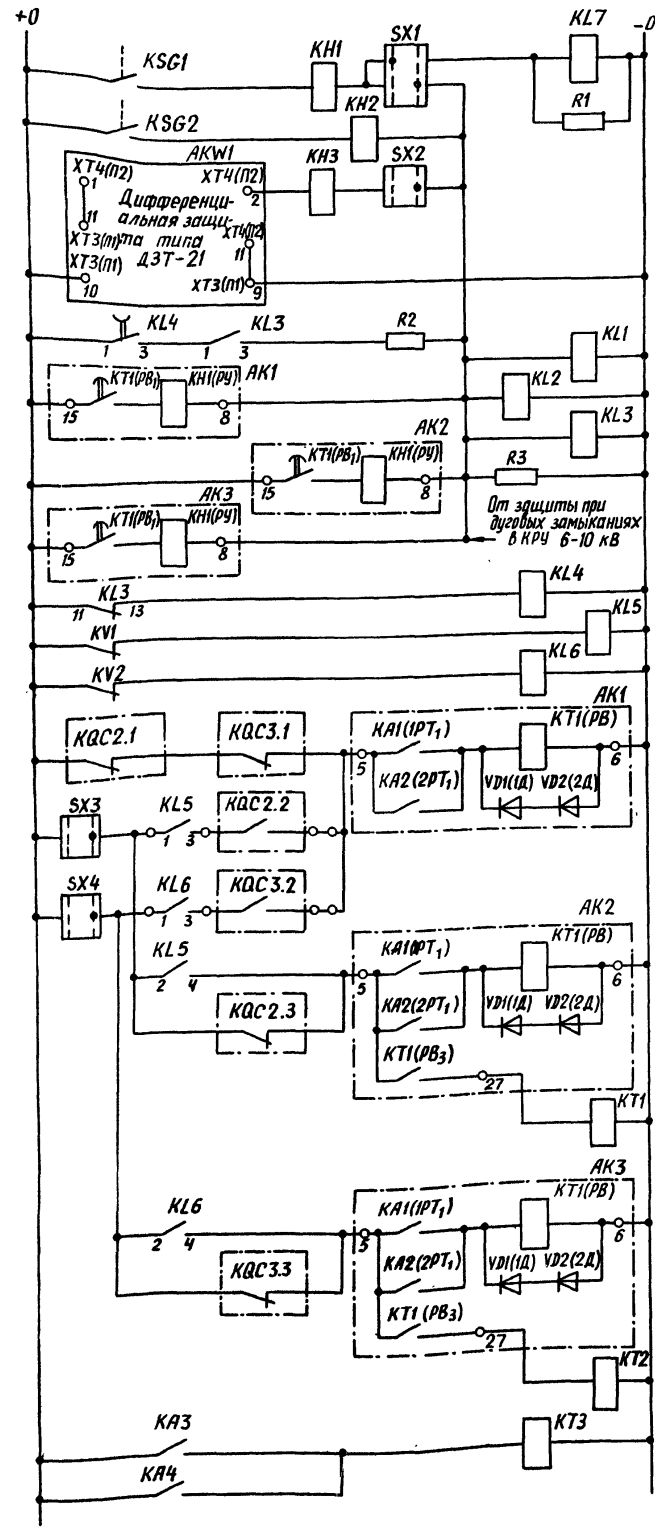 +0
-0
KSG1
KH1
SX1
KL7
R1
KSG2
KH2
AKW1
XT4(П2)
1
XT4(П2)
2
KH3
SX2
Дифференци-
альная защи-
та типа
ДЗТ-21
11
XT3(П1)
XT4(П2)
11
XT3(П1)
10
XT3(П1)
9
KL4
1 3
KL3
1 3
R2
KL1
AK1
KT1(РВ1)
KH1(РУ)
15
8
KL2
KL3
AK2
KT1(РВ1)
KH1(РУ)
15
8
R3
AK3
KT1(РВ1)
KH1(РУ)
15
8
От защиты при
дуговых замыканиях
в КРУ 6-10 кВ
KL3
11 13
KL4
KV1
KL5
KV2
KL6
AK1
KQC2.1
KQC3.1
5
KA1(1РТ1)
KT1(РВ)
6
KA2(2РТ1)
VD1(1Д)
VD2(2Д)
SX3
KL5
1 3
KQC2.2
SX4
KL6
1 3
KQC3.2
AK2
KL5
2 4
5
KA1(1РТ1)
KT1(РВ)
6
KQC2.3
KA2(2РТ1)
VD1(1Д)
VD2(2Д)
KT1(РВ3)
27
KT1
AK3
KL6
2 4
5
KA1(1РТ1)
KT1(РВ)
6
KQC3.3
KA2(2РТ1)
VD1(1Д)
VD2(2Д)
KT1(РВ3)
27
KT2
KA3
KT3
KA4